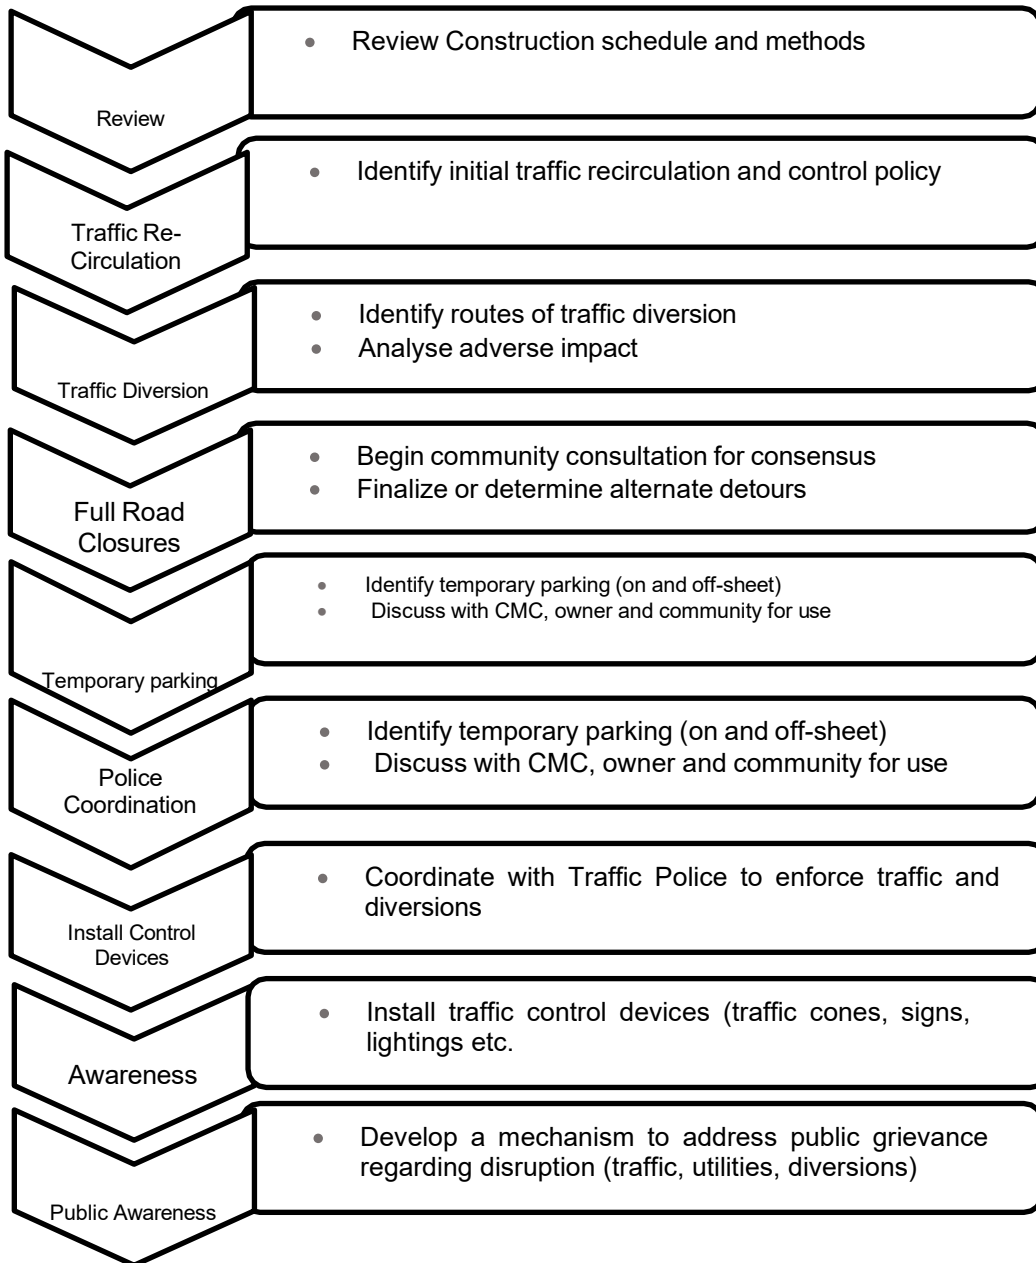 Review
• Review Construction schedule and methods
Traffic Re-
Circulation
• Identify initial traffic recirculation and control policy
Traffic Diversion
• Identify routes of traffic diversion
• Analyse adverse impact
Full Road
Closures
• Begin community consultation for consensus
• Finalize or determine alternate detours
Temporary parking
• Identify temporary parking (on and off-sheet)
• Discuss with CMC, owner and community for use
Police
Coordination
• Identify temporary parking (on and off-sheet)
• Discuss with CMC, owner and community for use
Install Control
Devices
• Coordinate with Traffic Police to enforce traffic and
diversions
Awareness
• Install traffic control devices (traffic cones, signs,
lightings etc.
Public Awareness
• Develop a mechanism to address public grievance
regarding disruption (traffic, utilities, diversions)